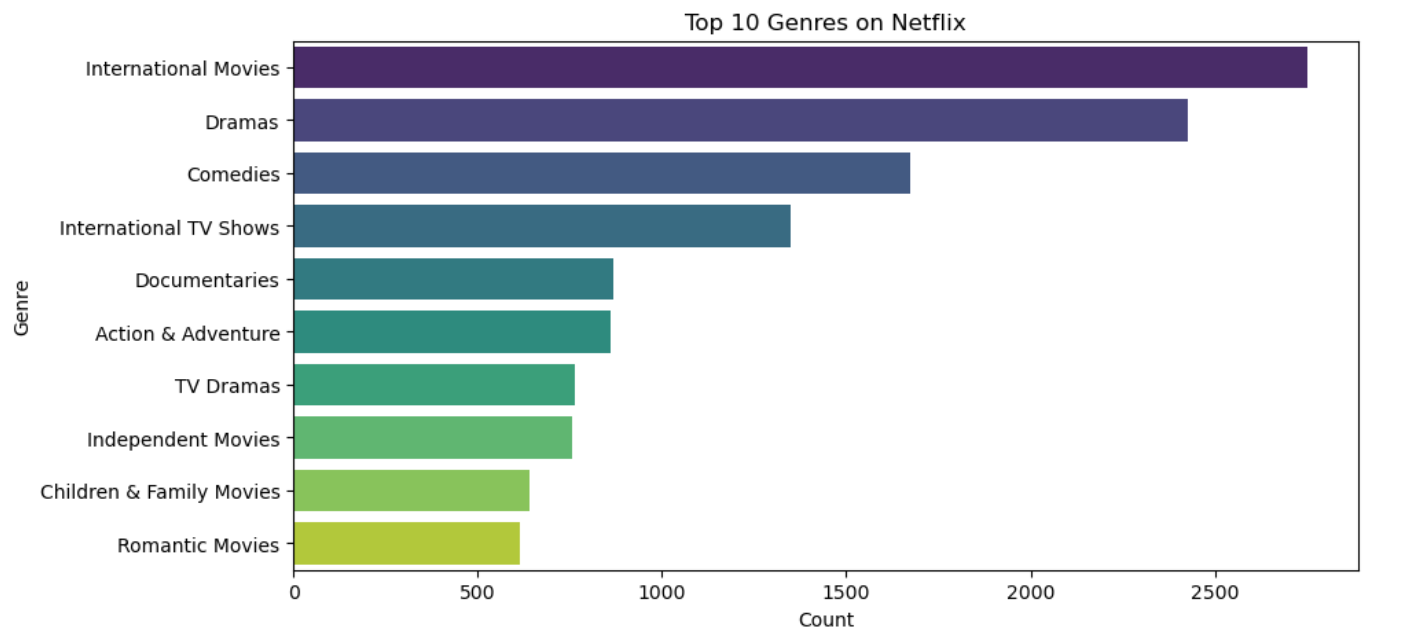 Top 10 Genres on Netflix
Genre
International Movies
Dramas
Comedies
International TV Shows
Documentaries
Action & Adventure
TV Dramas
Independent Movies
Children & Family Movies
Romantic Movies
0 500 1000 1500 2000 2500
Count